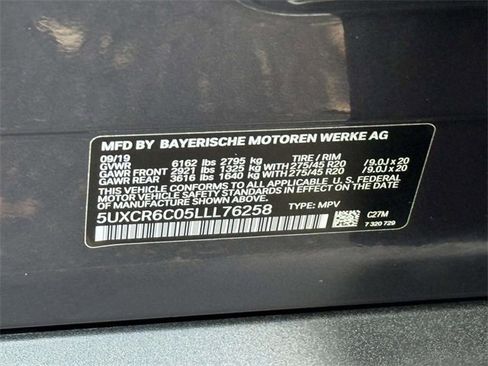 MFD BY BAYERISCHE MOTOREN WERKE AG
09/19 6162 lbs 2795 kg TIRE / RIM
GVWR
GAWR FRONT 2921 lbs 1325 kg WITH 275/45 R20 / 9.0J x 20
GAWR REAR 3616 lbs 1640 kg WITH 275/45 R20 / 9.0J x 20
THIS VEHICLE CONFORMS TO ALL APPLICABLE U.S. FEDERAL
MOTOR VEHICLE SAFETY STANDARDS IN EFFECT ON THE
DATE OF MANUFACTURE SHOWN ABOVE.
5UXCR6C05LLL76258 TYPE: MPV C27M
7 320 729